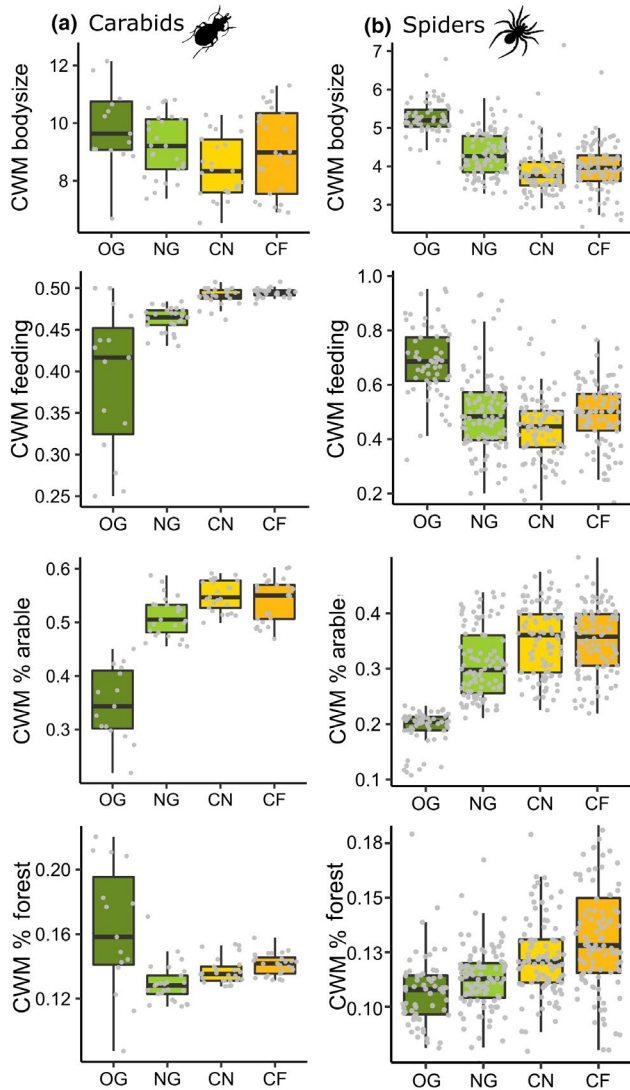 (a) Carabids
(b) Spiders
CWM bodysize
12
10
8
OG NG CN CF
CWM bodysize
7
6
5
4
3
OG NG CN CF
CWM feeding
0.50
0.45
0.40
0.35
0.30
0.25
OG NG CN CF
CWM feeding
1.0
0.8
0.6
0.4
0.2
OG NG CN CF
CWM % arable
0.6
0.5
0.4
0.3
OG NG CN CF
CWM % arable
0.4
0.3
0.2
0.1
OG NG CN CF
CWM % forest
0.20
0.16
0.12
OG NG CN CF
CWM % forest
0.18
0.15
0.13
0.10
OG NG CN CF